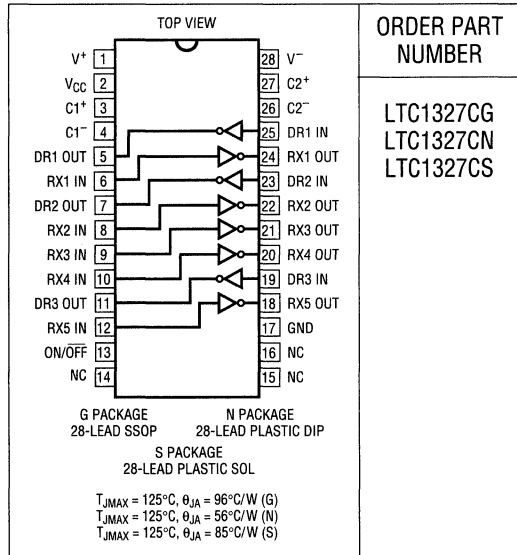 TOP VIEW
V+ 1
VCC 2
C1+ 3
C1− 4
DR1 OUT 5
RX1 IN 6
DR2 OUT 7
RX2 IN 8
RX3 IN 9
RX4 IN 10
DR3 OUT 11
RX5 IN 12
ON/OFF 13
NC 14
28 V−
27 C2+
26 C2−
25 DR1 IN
24 RX1 OUT
23 DR2 IN
22 RX2 OUT
21 RX3 OUT
20 RX4 OUT
19 DR3 IN
18 RX5 OUT
17 GND
16 NC
15 NC
G PACKAGE
28-LEAD SSOP
N PACKAGE
28-LEAD PLASTIC DIP
S PACKAGE
28-LEAD PLASTIC SOL
TJMAX = 125°C, θJA = 96°C/W (G)
TJMAX = 125°C, θJA = 56°C/W (N)
TJMAX = 125°C, θJA = 85°C/W (S)
ORDER PART
NUMBER
LTC1327CG
LTC1327CN
LTC1327CS